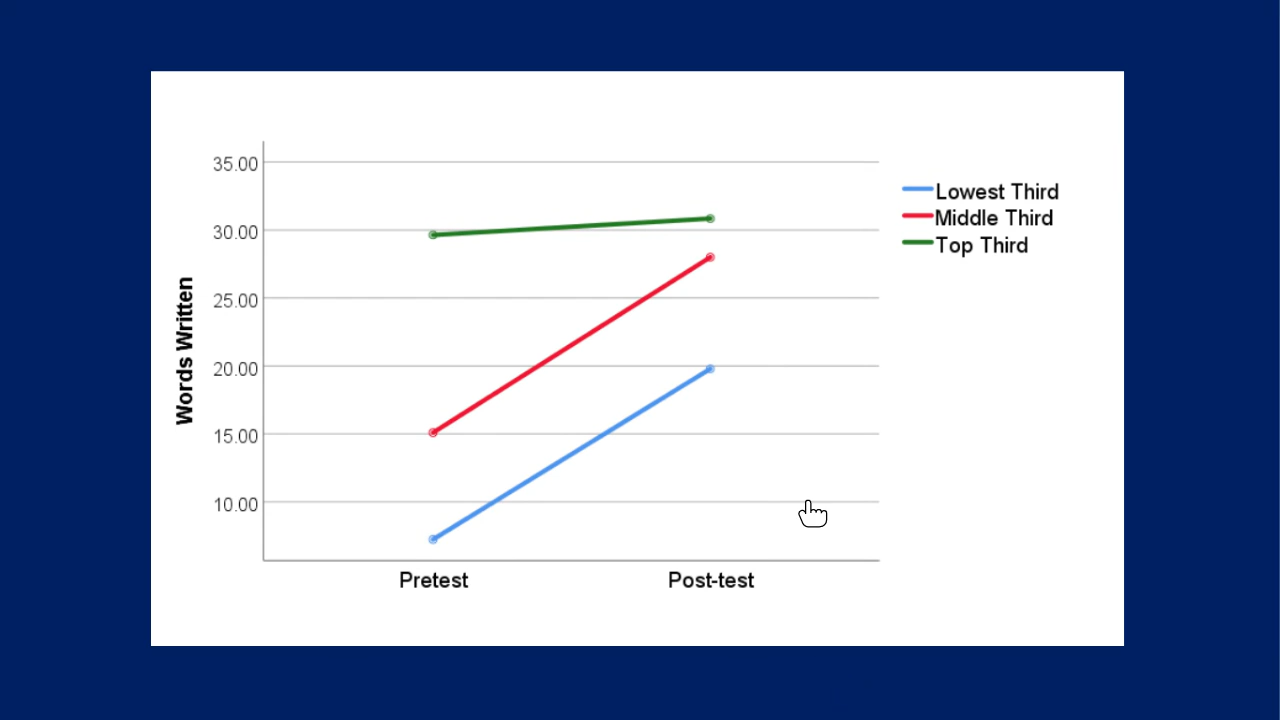 35.00
30.00
25.00
20.00
15.00
10.00
Words Written
Pretest
Post-test
Lowest Third
Middle Third
Top Third